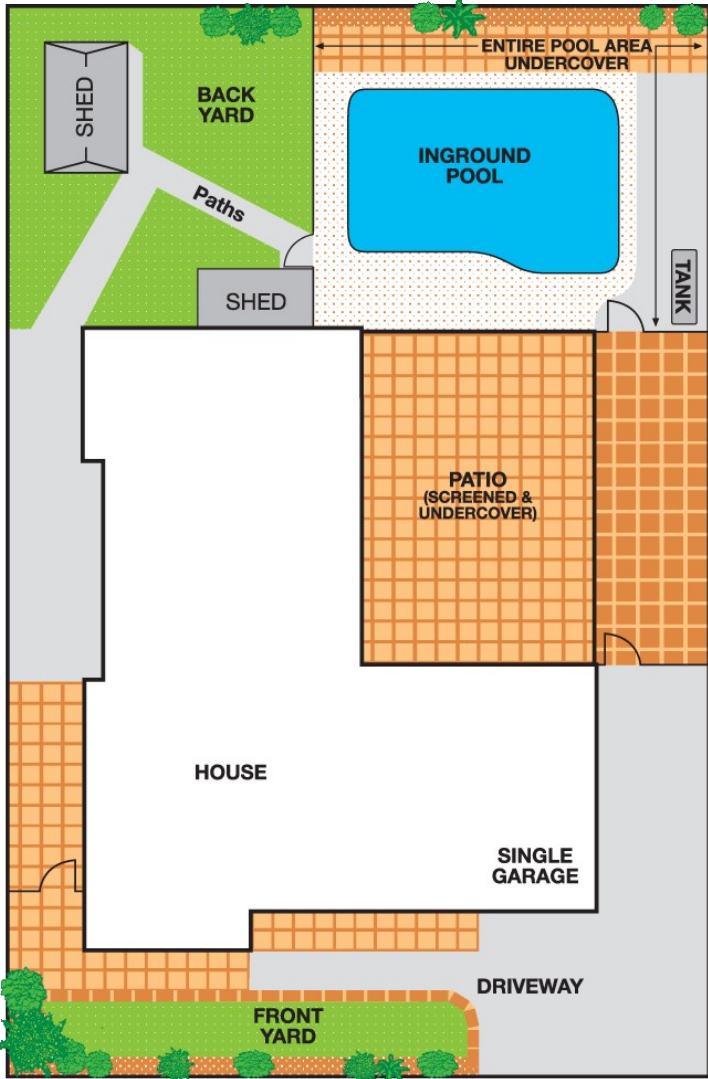 ENTIRE POOL AREA
UNDERCOVER
SHED
BACK
YARD
INGROUND
POOL
Paths
TANK
SHED
PATIO
(SCREENED &
UNDERCOVER)
HOUSE
SINGLE
GARAGE
DRIVEWAY
FRONT
YARD